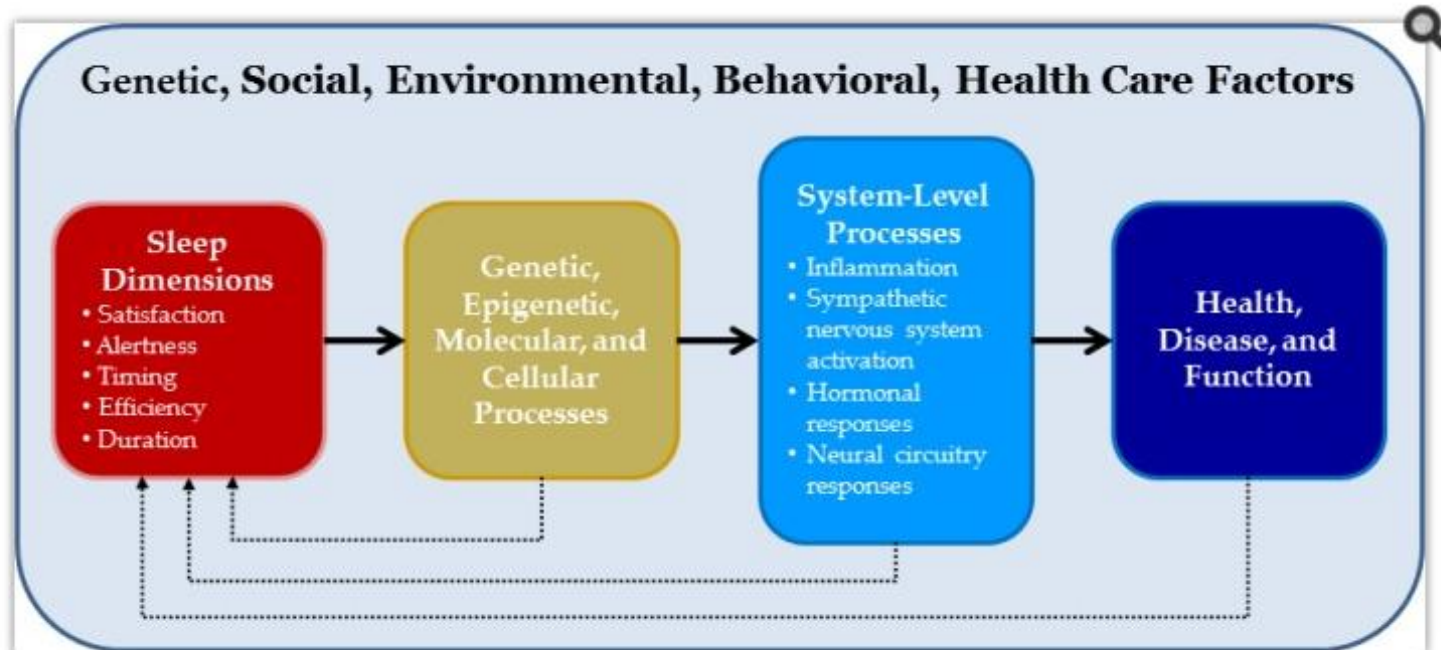 Genetic, Social, Environmental, Behavioral, Health Care Factors
Sleep
Dimensions
• Satisfaction
• Alertness
• Timing
• Efficiency
• Duration
Genetic,
Epigenetic,
Molecular, and
Cellular
Processes
System-Level
Processes
• Inflammation
• Sympathetic
nervous system
activation
• Hormonal
responses
• Neural circuitry
responses
Health,
Disease, and
Function